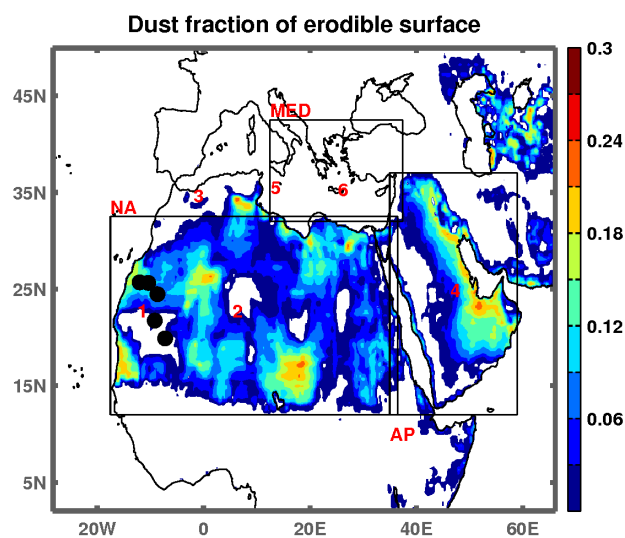 Dust fraction of erodible surface
0.3
45N
MED
0.24
35N
3
5
6
NA
0.18
25N
1
2
4
0.12
15N
AP
0.06
5N
20W
0
20E
40E
60E